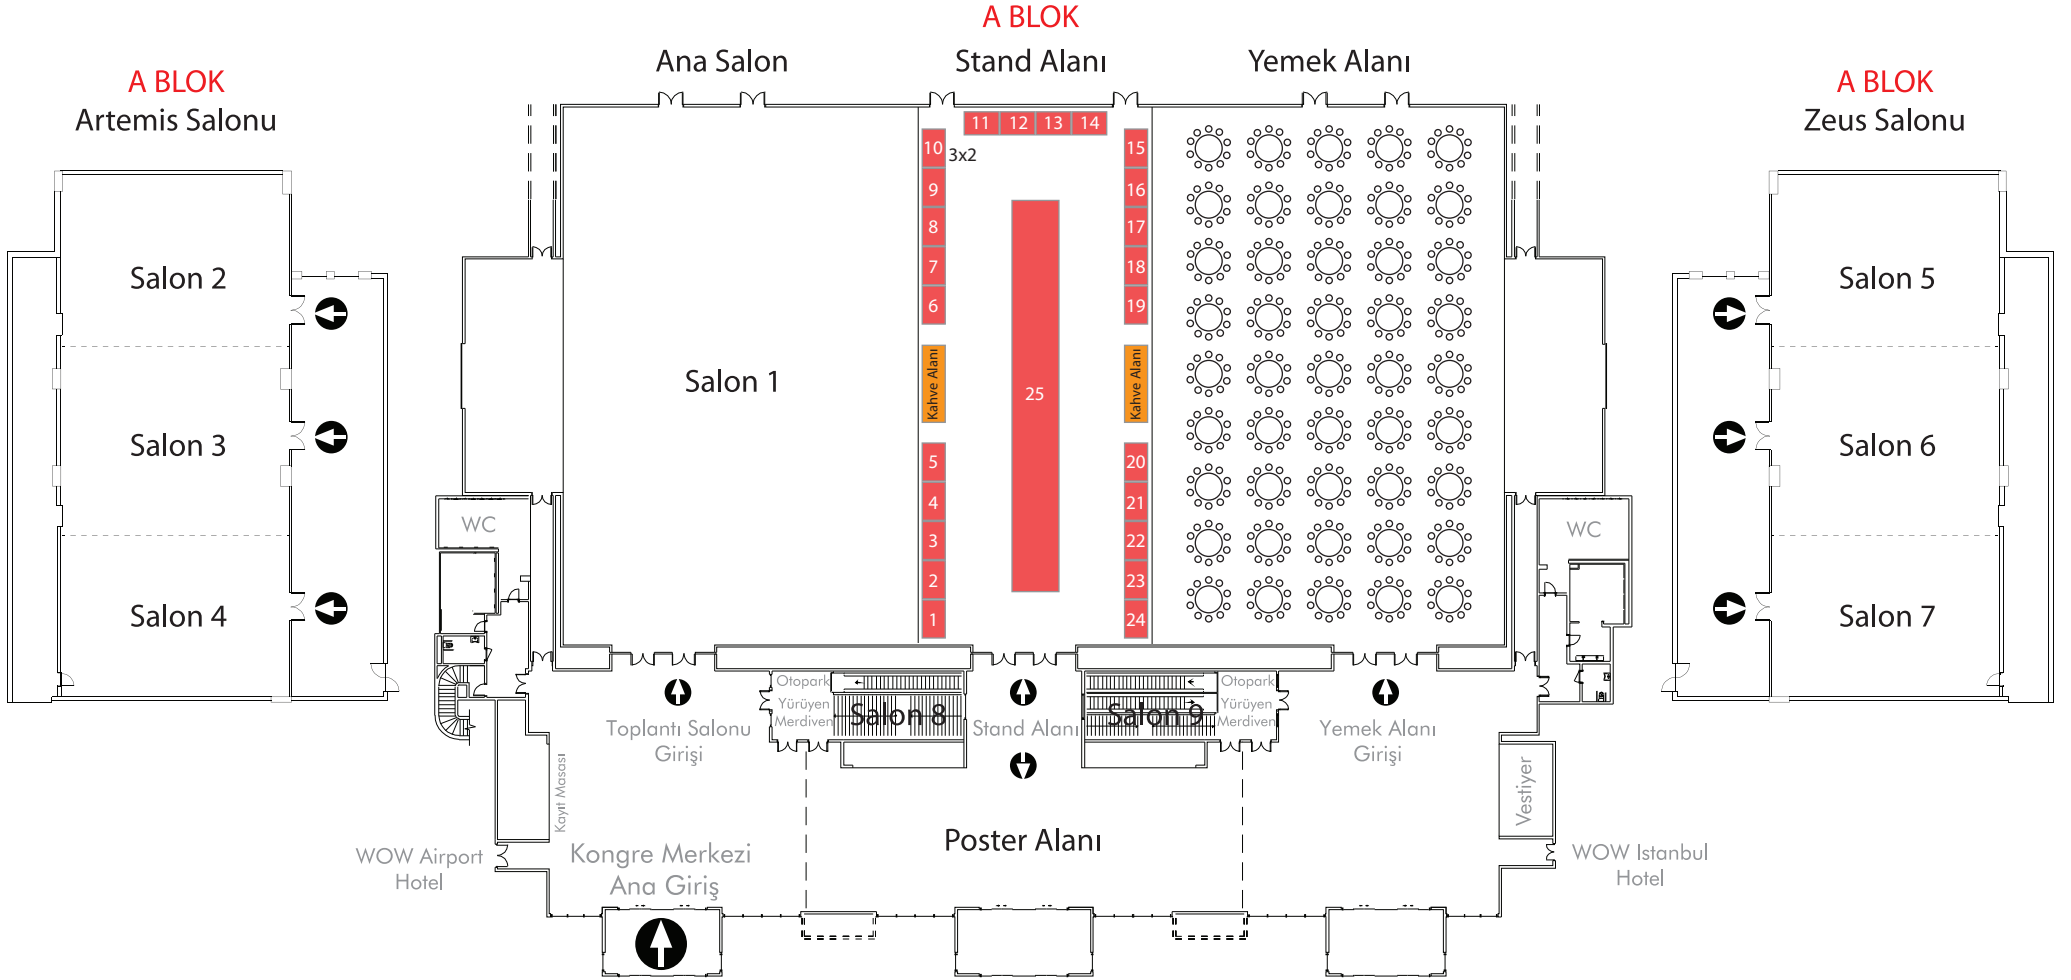 A BLOK
Artemis Salonu
Salon 2
Salon 3
Salon 4
A BLOK
Ana Salon
Stand Alanı
Yemek Alanı
Salon 1
11
12
13
14
10
3x2
9
8
7
6
Kahve Alanı
5
4
3
2
1
25
15
16
17
18
19
Kahve Alanı
20
21
22
23
24
WC
WC
Toplantı Salonu
Girişi
Otopark
Yürüyen
Merdiven
Salon 8
Stand Alanı
Salon 9
Otopark
Yürüyen
Merdiven
Yemek Alanı
Girişi
Kayıt Masası
Vestiyer
Poster Alanı
WOW Airport
Hotel
Kongre Merkezi
Ana Giriş
WOW Istanbul
Hotel
A BLOK
Zeus Salonu
Salon 5
Salon 6
Salon 7